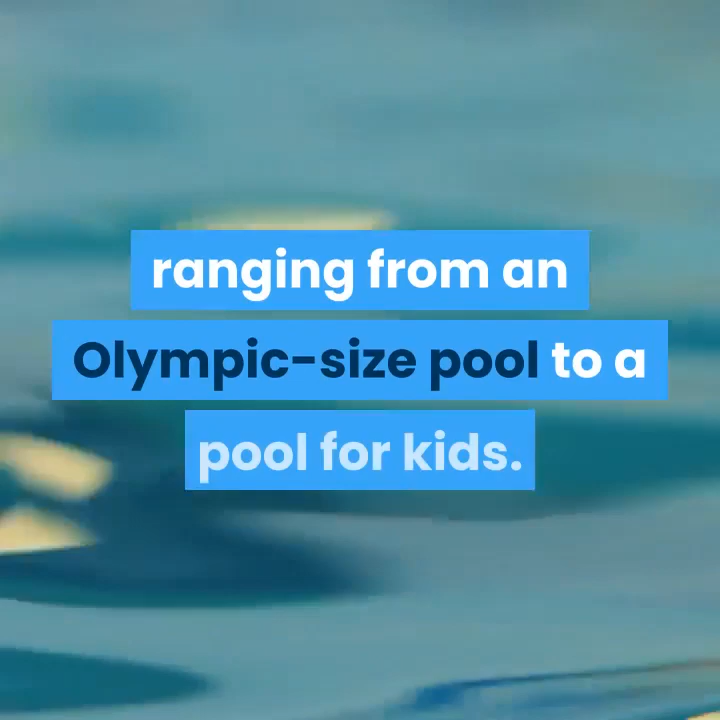 ranging from an
Olympic-size pool to a
pool for kids.